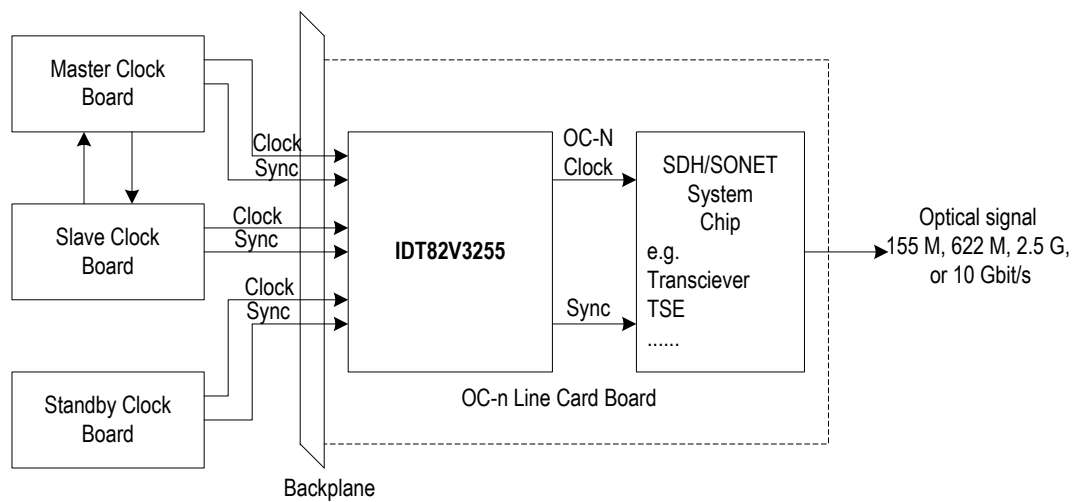 Master Clock
Board
Clock
Sync
Slave Clock
Board
Clock
Sync
Standby Clock
Board
Clock
Sync
Backplane
IDT82V3255
OC-N
Clock
Sync
SDH/SONET
System
Chip
e.g.
Transciever
TSE
......
OC-n Line Card Board
Optical signal
155 M, 622 M, 2.5 G,
or 10 Gbit/s